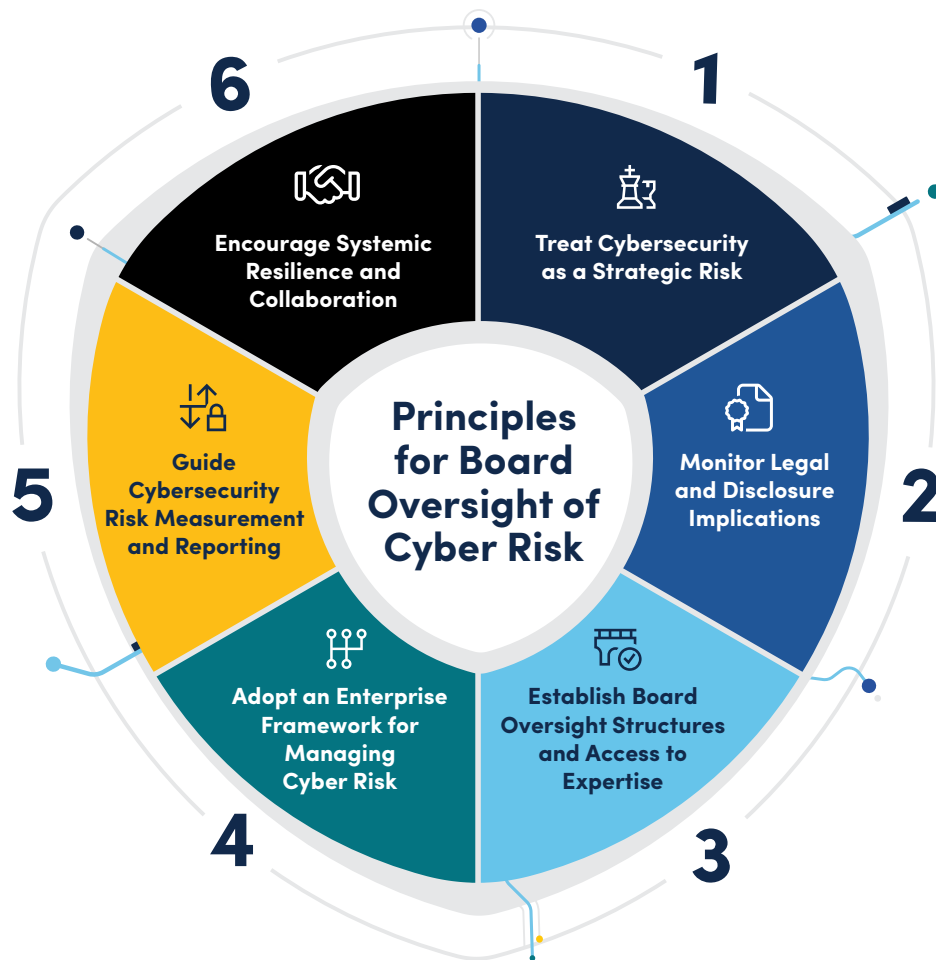 Principles
for Board
Oversight of
Cyber Risk
1
Treat Cybersecurity
as a Strategic Risk
2
Monitor Legal
and Disclosure
Implications
3
Establish Board
Oversight Structures
and Access to
Expertise
4
Adopt an Enterprise
Framework for
Managing
Cyber Risk
5
Guide
Cybersecurity
Risk Measurement
and Reporting
6
Encourage Systemic
Resilience and
Collaboration